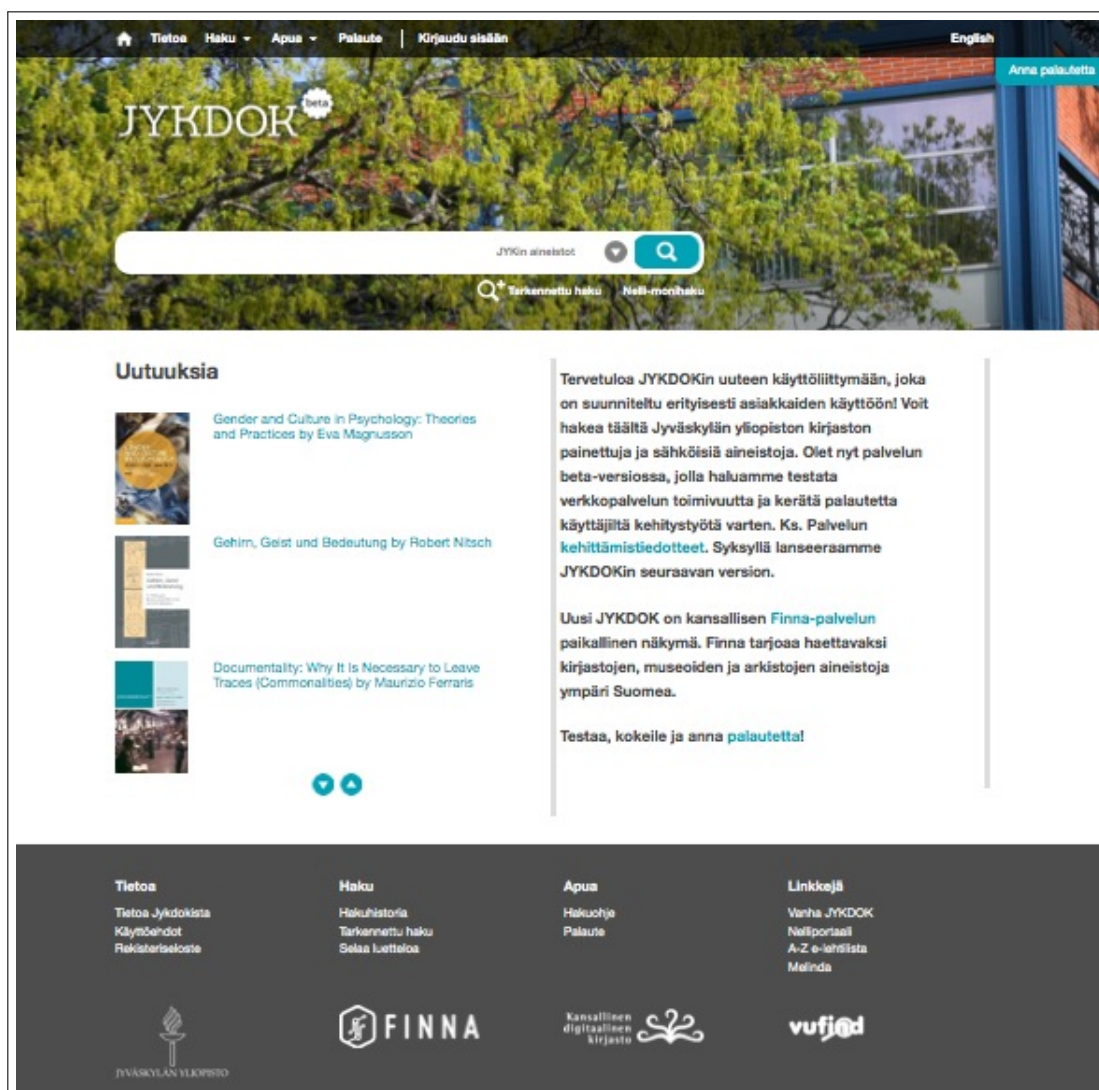 Tietoa Haku Apua Palaute Kirjaudu sisään English
Anna palautetta
JYKDOK beta
JYKin aineistot
Tarkennettu haku Nelli-monihaku
Uutuuksia
Gender and Culture in Psychology: Theories
and Practices by Eva Magnusson
Gehirn, Geist und Bedeutung by Robert Nitsch
Documentality: Why It Is Necessary to Leave
Traces (Commonalities) by Maurizio Ferraris
Tervetuloa JYKDOKin uuteen käyttöliittymään, joka
on suunniteltu erityisesti asiakkaiden käyttöön! Voit
hakea täältä Jyväskylän yliopiston kirjaston
painettuja ja sähköisiä aineistoja. Olet nyt palvelun
beta-versiossa, jolla haluamme testata
verkkopalvelun toimivuutta ja kerätä palautetta
käyttäjiltä kehitystyötä varten. Ks. Palvelun
kehittämistiedotteet. Syksyllä lanseeraamme
JYKDOKin seuraavan version.
Uusi JYKDOK on kansallisen Finna-palvelun
paikallinen näkymä. Finna tarjoaa haettavaksi
kirjastojen, museoiden ja arkistojen aineistoja
ympäri Suomea.
Testaa, kokeile ja anna palautetta!
Tietoa
Tietoa Jykdokista
Käyttöehdot
Rekisteriseloste
Haku
Hakuhistoria
Tarkennettu haku
Selaa luetteloa
Apua
Hakuohje
Palaute
Linkkejä
Vanha JYKDOK
Nelliportaali
A-Z e-lehtilista
Melinda
JYVÄSKYLÄN YLIOPISTO
FINNA
Kansallinen
digitaalinen
kirjasto
vufind